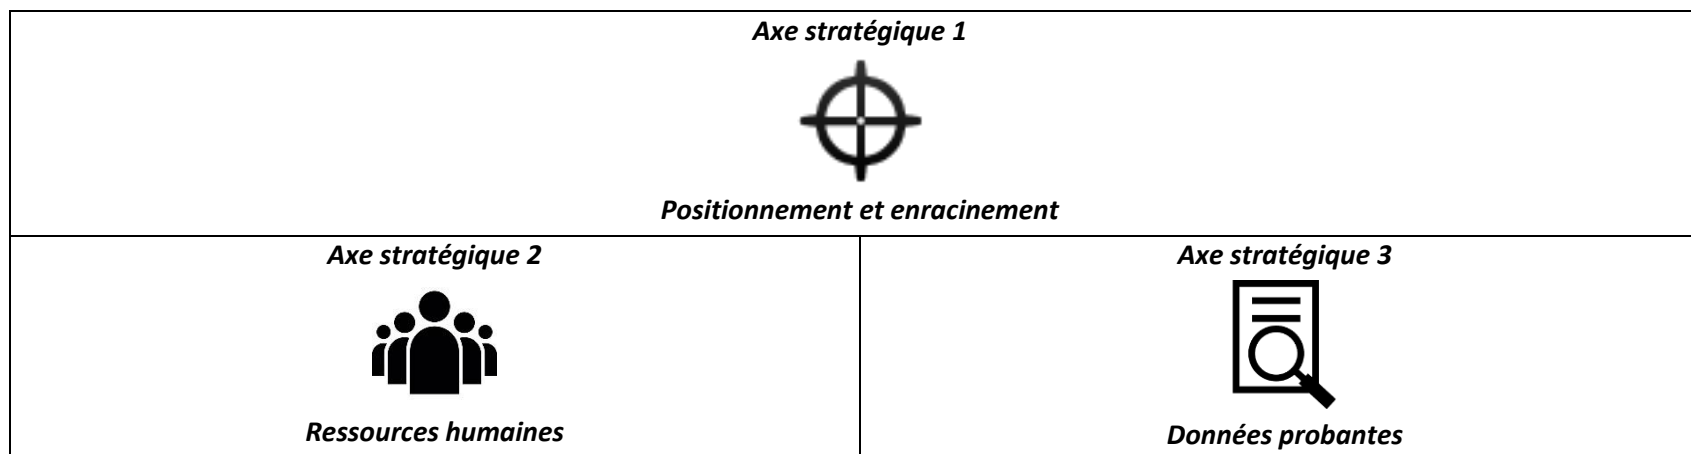 Axe stratégique 1
Positionnement et enracinement
Axe stratégique 2
Ressources humaines
Axe stratégique 3
Données probantes